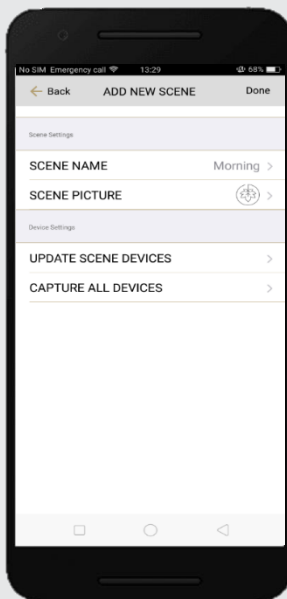 No SIM Emergency call 13:29 68%
Back ADD NEW SCENE Done
Scene Settings
SCENE NAME Morning
SCENE PICTURE
Device Settings
UPDATE SCENE DEVICES
CAPTURE ALL DEVICES